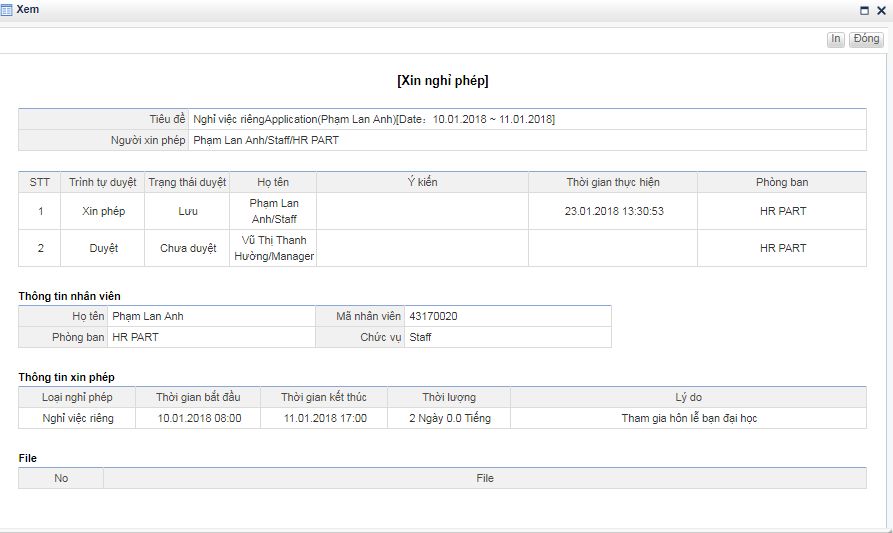 Xem
In Đóng
[Xin nghỉ phép]
Tiêu đề Nghỉ việc riêngApplication(Phạm Lan Anh)[Date: 10.01.2018 ~ 11.01.2018]
Người xin phép Phạm Lan Anh/Staff/HR PART
STT Trình tự duyệt Trạng thái duyệt Họ tên Ý kiến Thời gian thực hiện Phòng ban
1 Xin phép Lưu Phạm Lan Anh/Staff 23.01.2018 13:30:53 HR PART
2 Duyệt Chưa duyệt Vũ Thị Thanh Hường/Manager HR PART
Thông tin nhân viên
Họ tên Phạm Lan Anh Mã nhân viên 43170020
Phòng ban HR PART Chức vụ Staff
Thông tin xin phép
Loại nghỉ phép Thời gian bắt đầu Thời gian kết thúc Thời lượng Lý do
Nghỉ việc riêng 10.01.2018 08:00 11.01.2018 17:00 2 Ngày 0.0 Tiếng Tham gia hôn lễ bạn đại học
File
No File